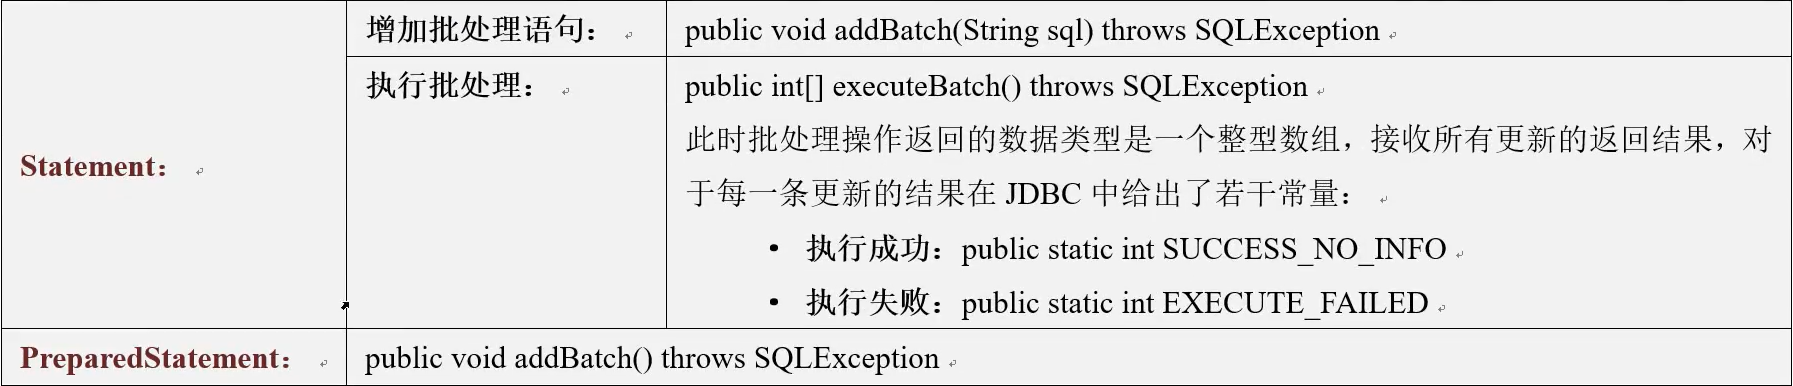 Statement：
增加批处理语句：
public void addBatch(String sql) throws SQLException
执行批处理：
public int[] executeBatch() throws SQLException
此时批处理操作返回的数据类型是一个整型数组，接收所有更新的返回结果，对
于每一条更新的结果在 JDBC 中给出了若干常量：
• 执行成功：public static int SUCCESS_NO_INFO
• 执行失败：public static int EXECUTE_FAILED
PreparedStatement：
public void addBatch() throws SQLException